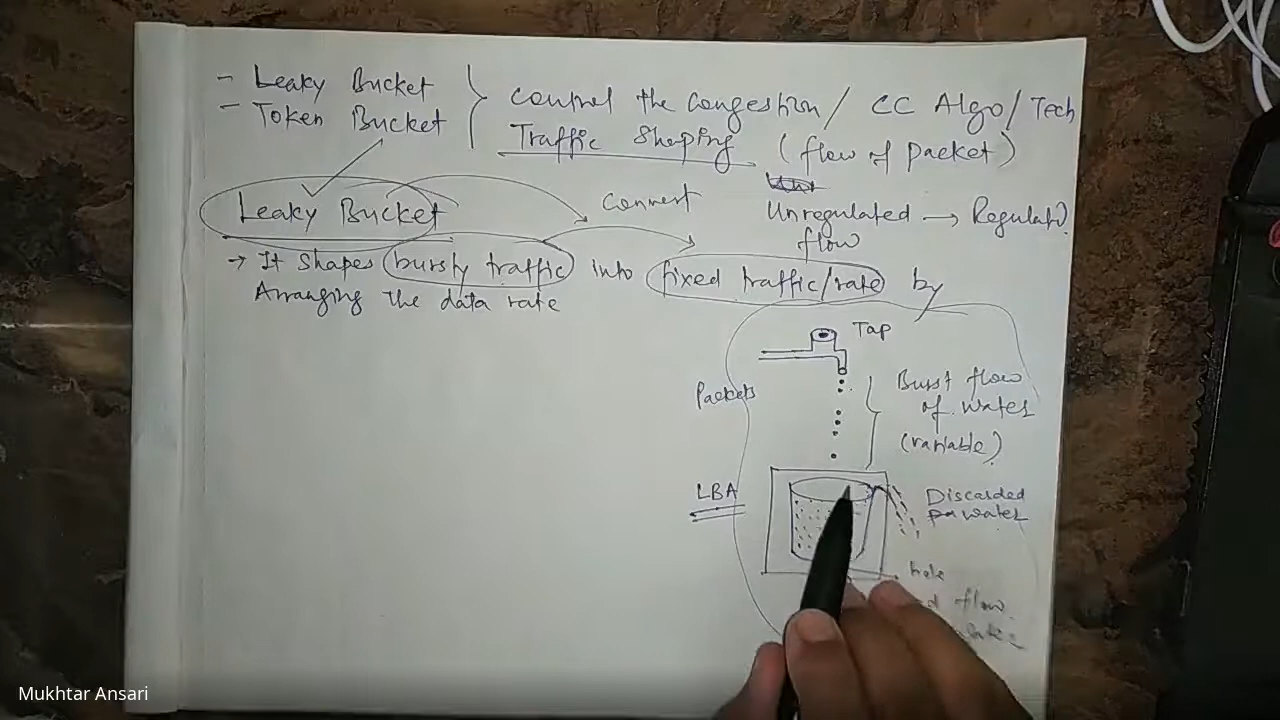 - Leaky Bucket
- Token Bucket
Control the Congestion / CC Algo/Tech
Traffic Shaping (flow of packet)
Leaky Bucket
Convert
Unregulated → Regulated
flow
→ It shapes bursty traffic into fixed traffic/rate by
Arranging the data rate
Tap
Packets
Burst flow
of water
(variable)
LBA
Discarded
water
hole
flow
Mukhtar Ansari